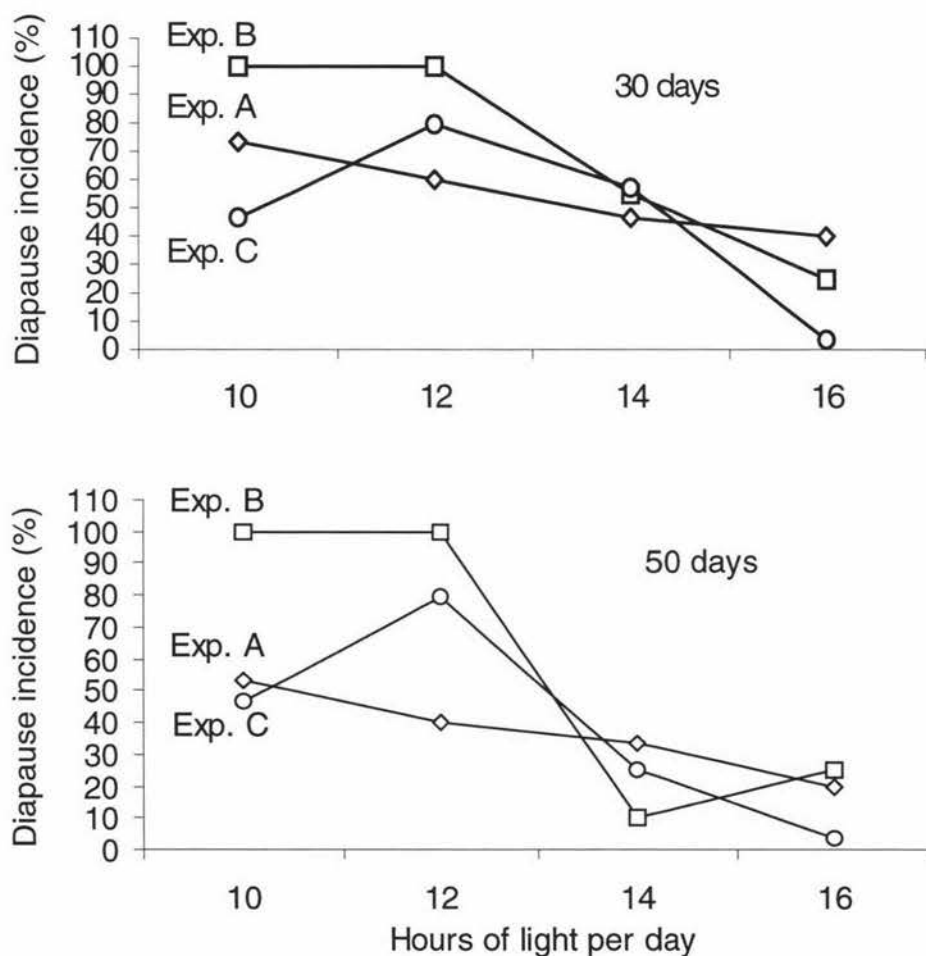 Diapause incidence (%)
110
100
90
80
70
60
50
40
30
20
10
0
Exp. B
Exp. A
Exp. C
30 days
10 12 14 16
Diapause incidence (%)
110
100
90
80
70
60
50
40
30
20
10
0
Exp. B
Exp. A
Exp. C
50 days
10 12 14 16
Hours of light per day